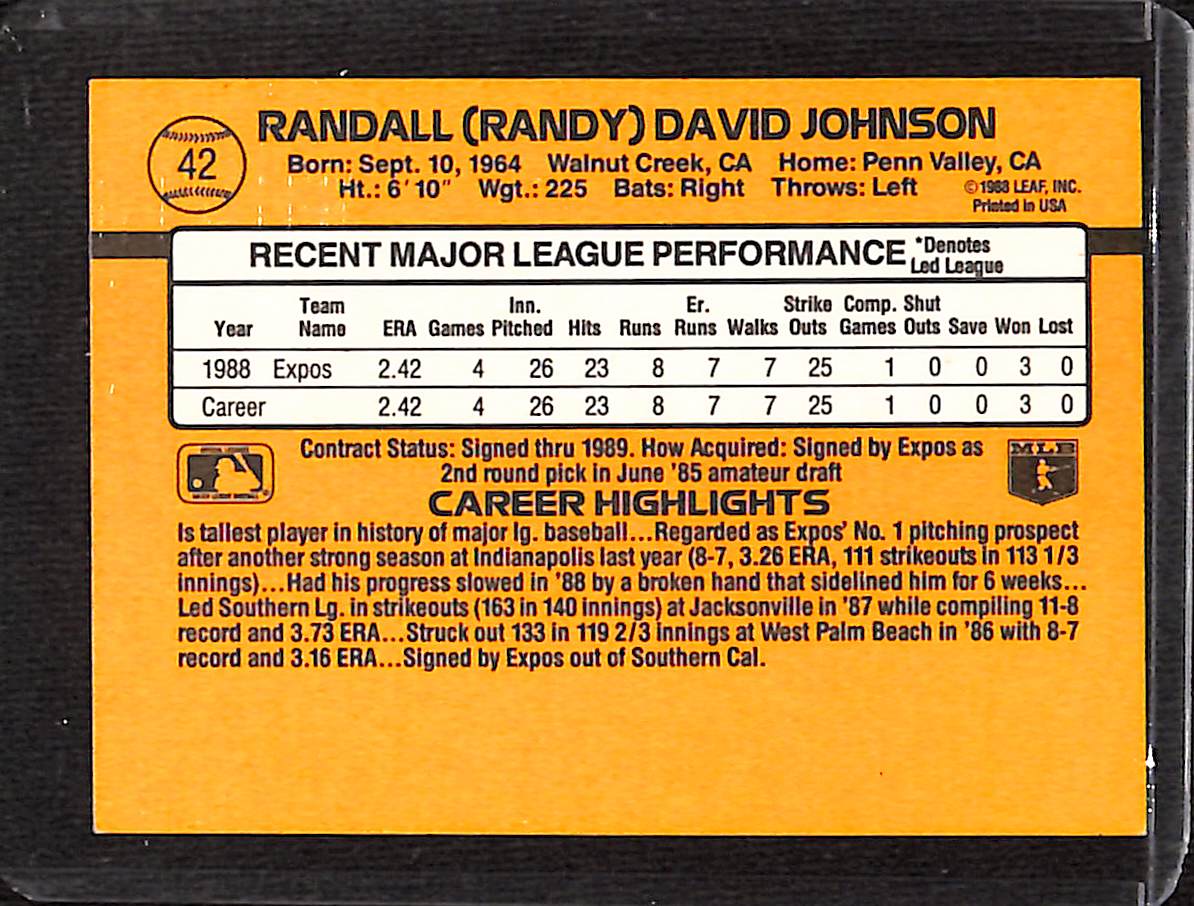 42
RANDALL (RANDY) DAVID JOHNSON
Born: Sept. 10, 1964 Walnut Creek, CA Home: Penn Valley, CA
Ht.: 6' 10" Wgt.: 225 Bats: Right Throws: Left
©1988 LEAF, INC.
Printed in USA
RECENT MAJOR LEAGUE PERFORMANCE *Denotes
Led League
Team Inn. Er. Strike Comp. Shut
Year Name ERA Games Pitched Hits Runs Runs Walks Outs Games Outs Save Won Lost
1988 Expos 2.42 4 26 23 8 7 7 25 1 0 0 3 0
Career 2.42 4 26 23 8 7 7 25 1 0 0 3 0
Contract Status: Signed thru 1989. How Acquired: Signed by Expos as
2nd round pick in June '85 amateur draft
MLB
CAREER HIGHLIGHTS
Is tallest player in history of major lg. baseball...Regarded as Expos' No. 1 pitching prospect
after another strong season at Indianapolis last year (8-7, 3.26 ERA, 111 strikeouts in 113 1/3
innings)...Had his progress slowed in '88 by a broken hand that sidelined him for 6 weeks...
Led Southern Lg. in strikeouts (163 in 140 innings) at Jacksonville in '87 while compiling 11-8
record and 3.73 ERA...Struck out 133 in 119 2/3 innings at West Palm Beach in '86 with 8-7
record and 3.16 ERA...Signed by Expos out of Southern Cal.